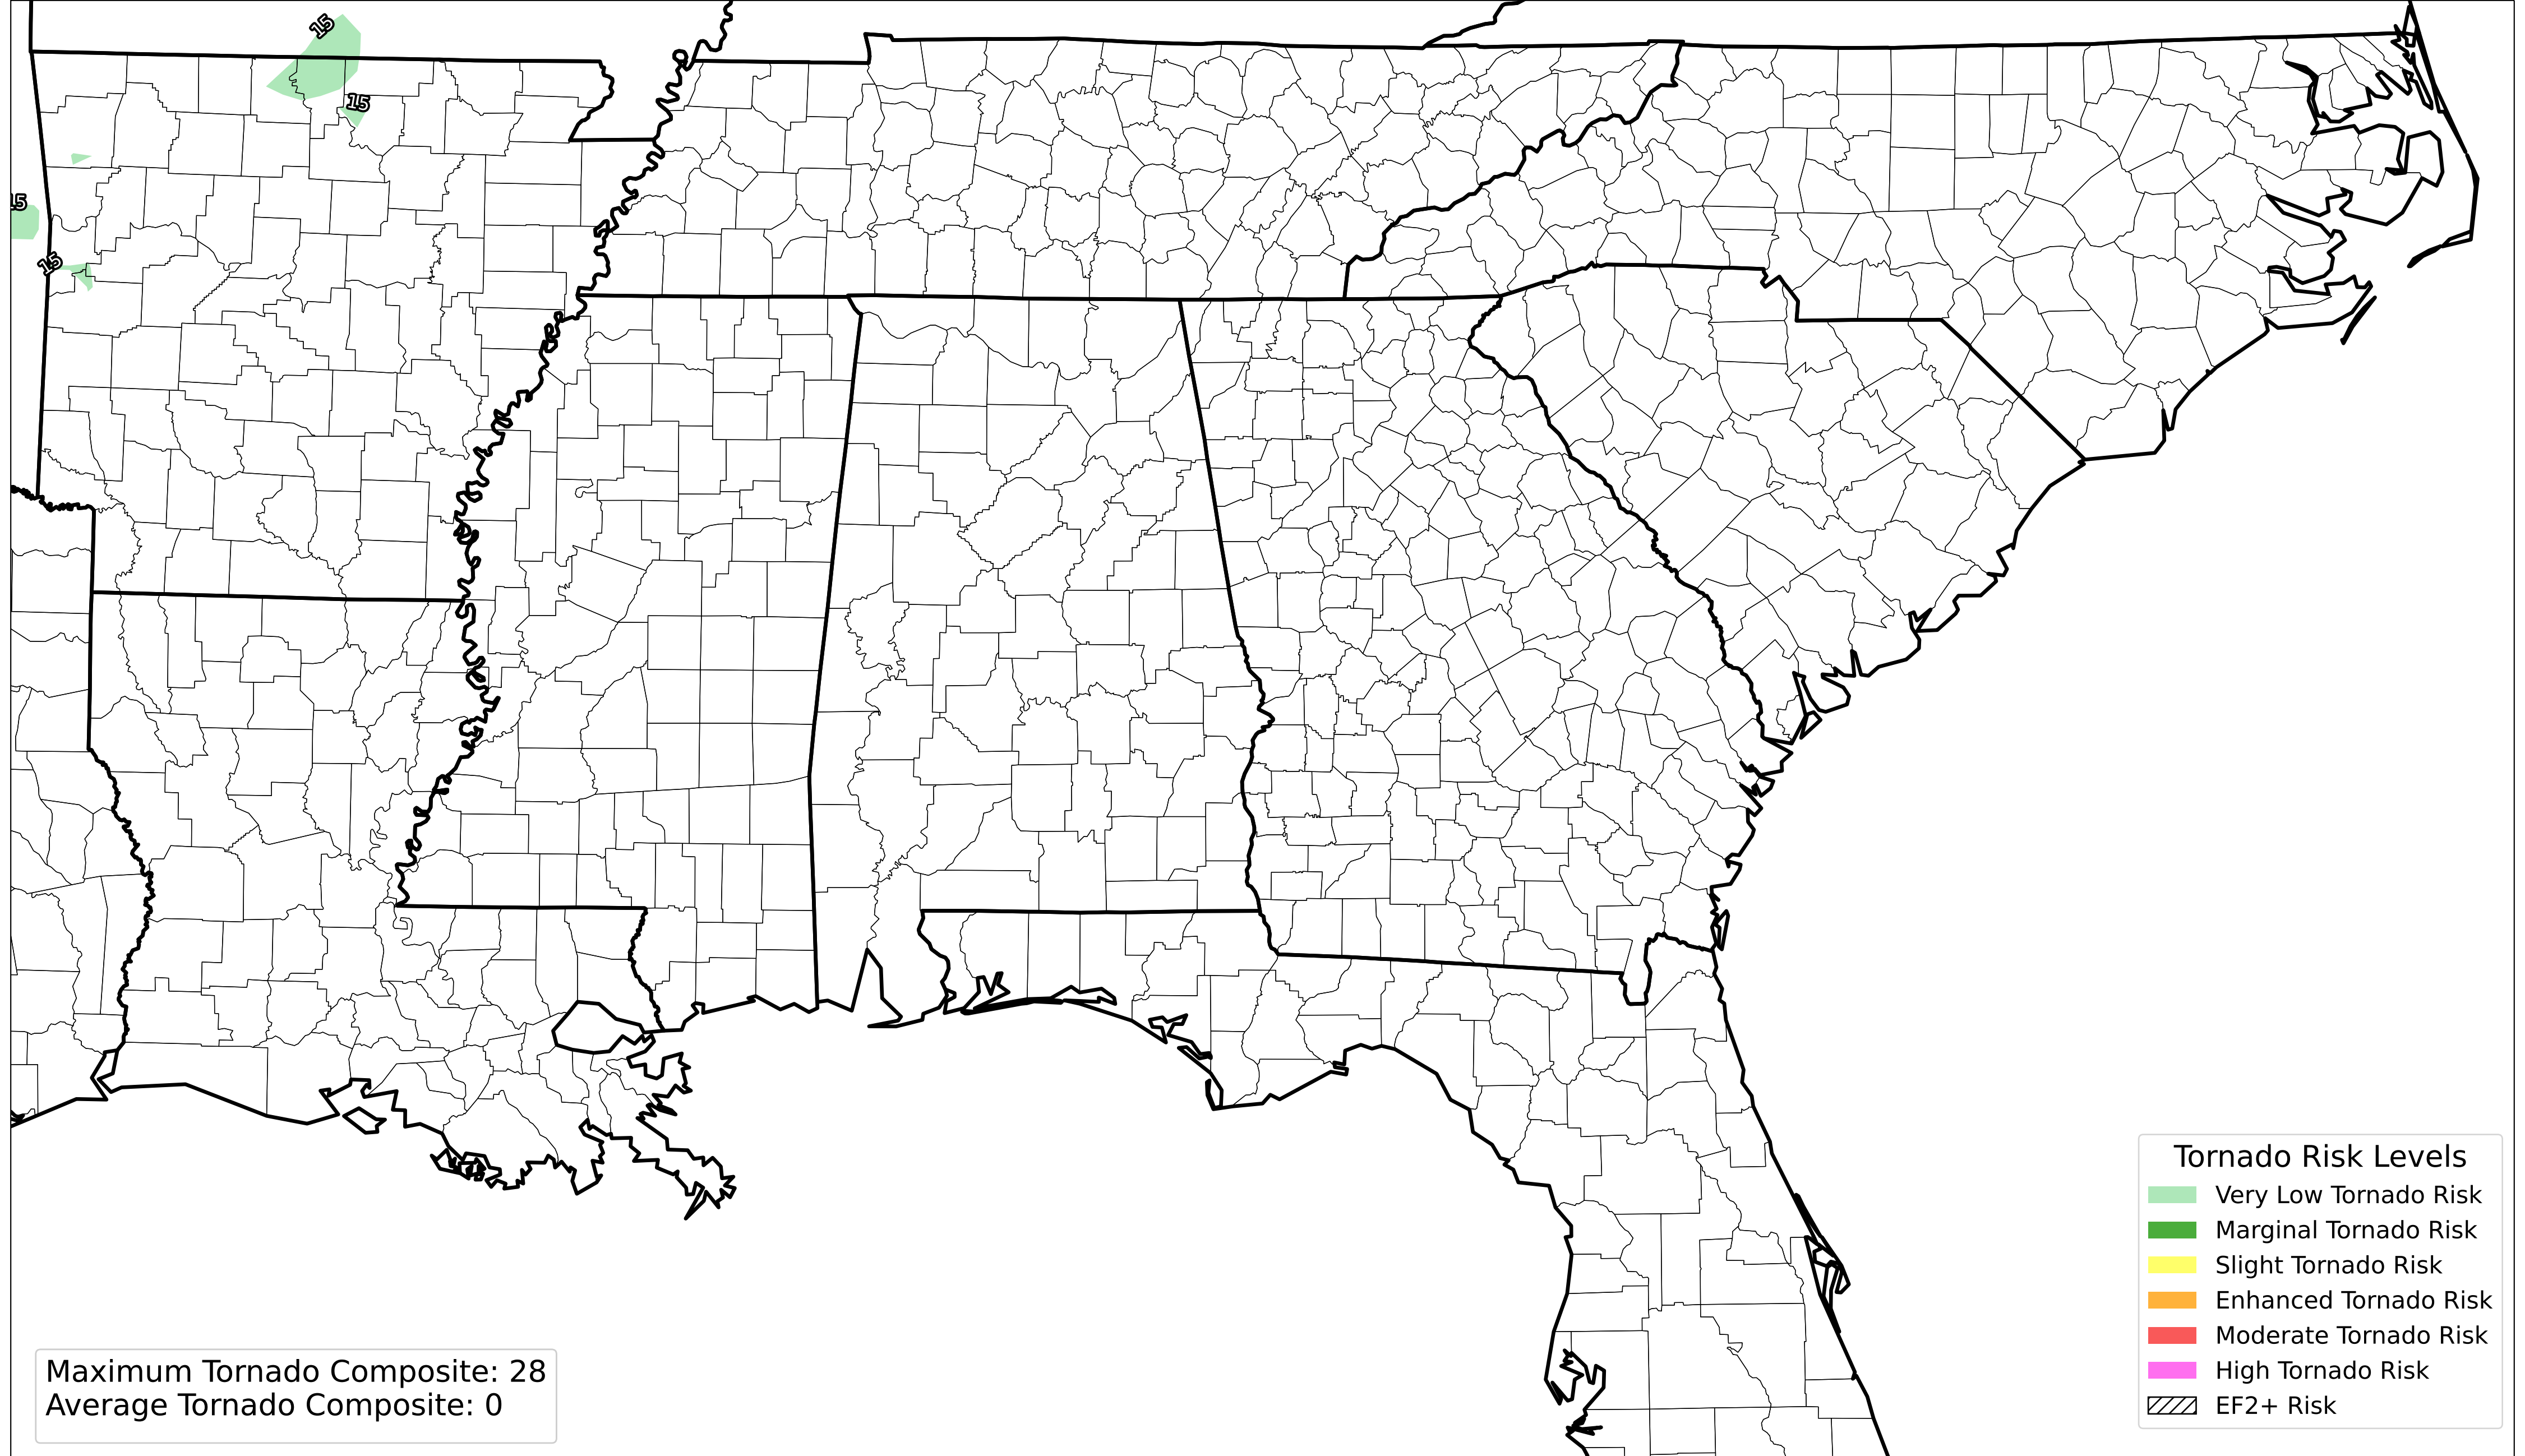 15
15
15
15
Tornado Risk Levels
Very Low Tornado Risk
Marginal Tornado Risk
Slight Tornado Risk
Enhanced Tornado Risk
Moderate Tornado Risk
High Tornado Risk
EF2+ Risk
Maximum Tornado Composite: 28
Average Tornado Composite: 0